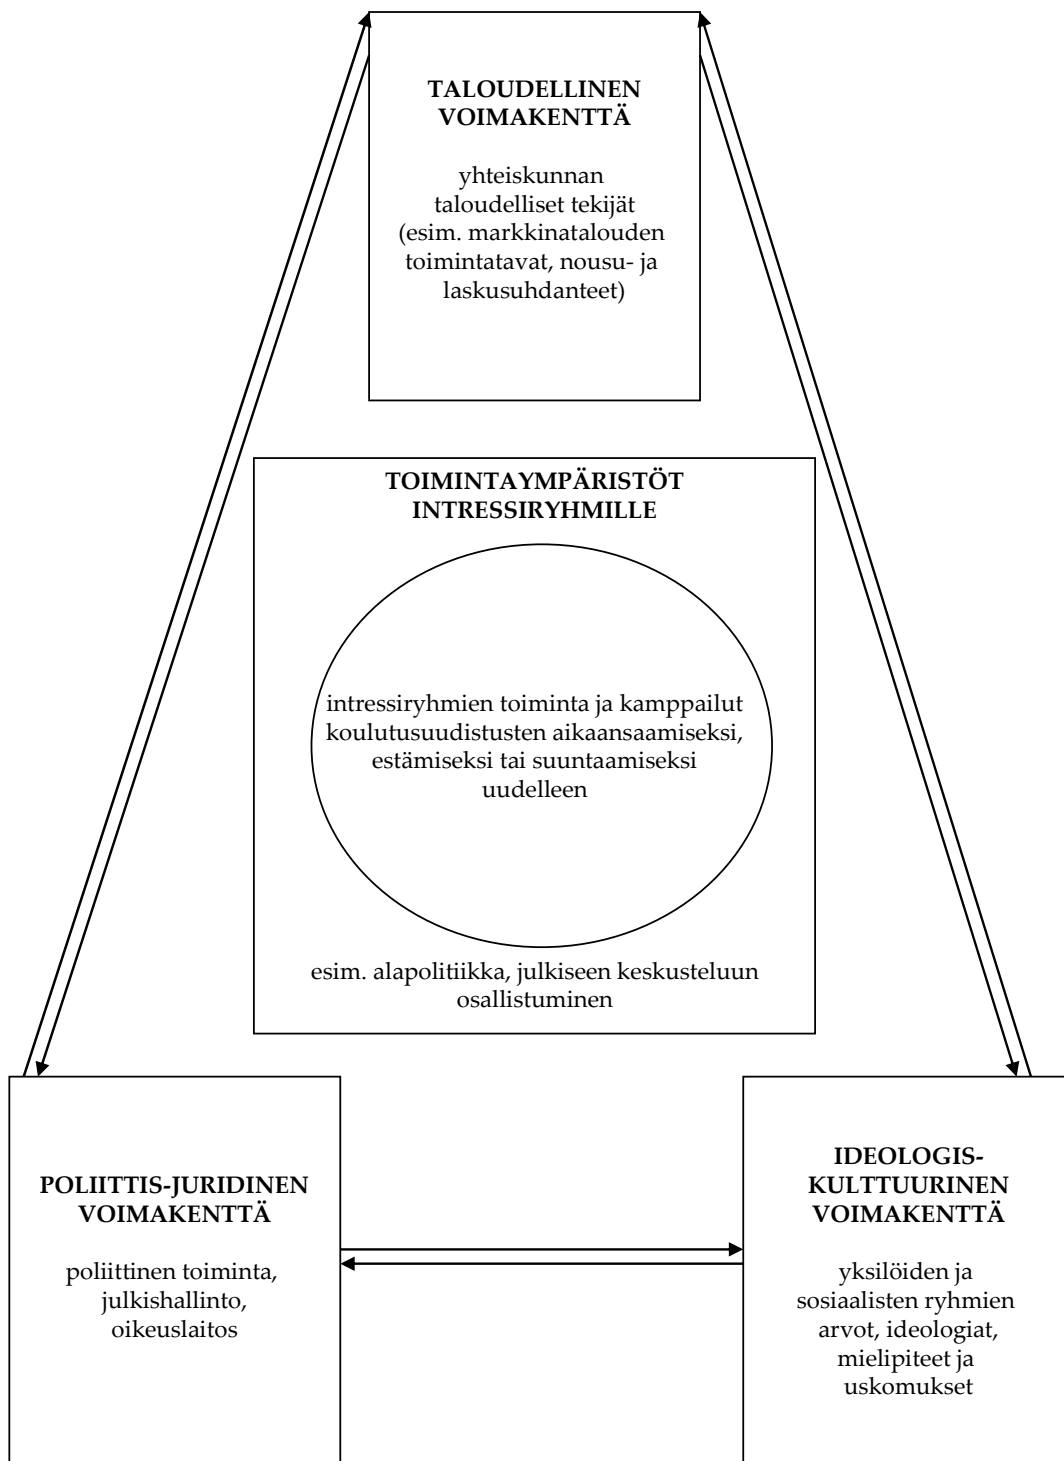 TALOUDELLINEN
VOIMAKENTTÄ
yhteiskunnan
taloudelliset tekijät
(esim. markkinatalouden
toimintatavat, nousu- ja
laskusuhdanteet)
TOIMINTAYMPÄRISTÖT
INTRESSIRYHMILLE
intressiryhmien toiminta ja kamppailut
koulutusuudistusten aikaansaamiseksi,
estämiseksi tai suuntaamiseksi
uudelleen
esim. alapolitiikka, julkiseen keskusteluun
osallistuminen
POLIITTIS-JURIDINEN
VOIMAKENTTÄ
poliittinen toiminta,
julkishallinto,
oikeuslaitos
IDEOLOGIS-
KULTTUURINEN
VOIMAKENTTÄ
yksilöiden ja
sosiaalisten ryhmien
arvot, ideologiat,
mielipiteet ja
uskomukset